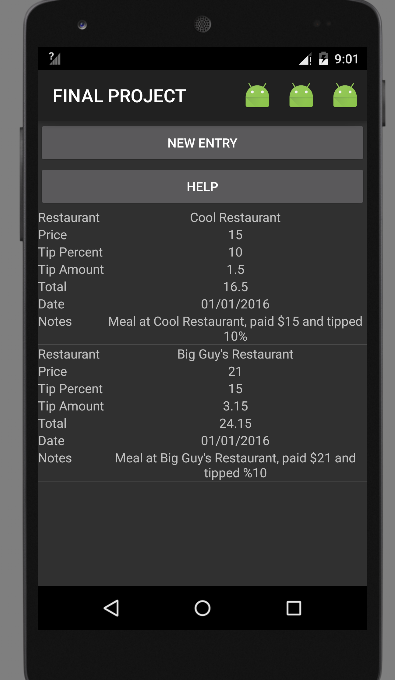 9:01
FINAL PROJECT
NEW ENTRY
HELP
Restaurant Cool Restaurant
Price 15
Tip Percent 10
Tip Amount 1.5
Total 16.5
Date 01/01/2016
Notes Meal at Cool Restaurant, paid $15 and tipped
10%
Restaurant Big Guy's Restaurant
Price 21
Tip Percent 15
Tip Amount 3.15
Total 24.15
Date 01/01/2016
Notes Meal at Big Guy's Restaurant, paid $21 and
tipped %10